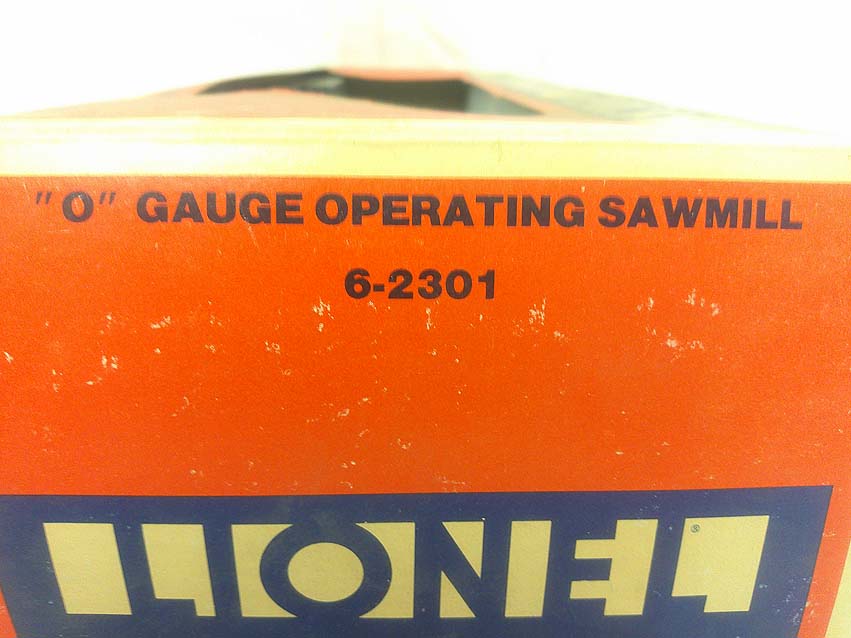 "O" GAUGE OPERATING SAWMILL
6-2301
LIONEL ®